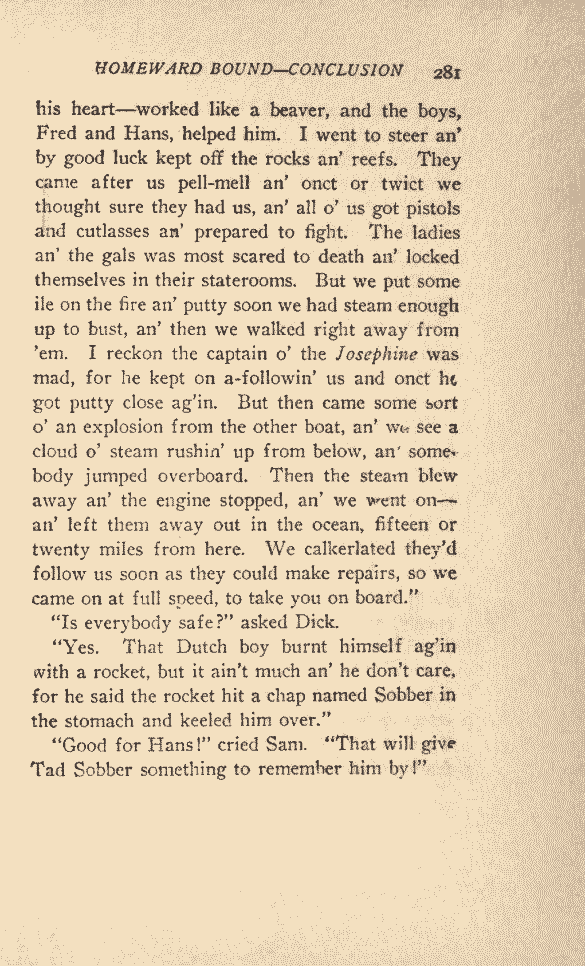 HOMEWARD BOUND—CONCLUSION 281
his heart—worked like a beaver, and the boys,
Fred and Hans, helped him. I went to steer an'
by good luck kept off the rocks an' reefs. They
came after us pell-mell an' onct or twict we
thought sure they had us, an' all o' us got pistols
and cutlasses an' prepared to fight. The ladies
an' the gals was most scared to death an' locked
themselves in their staterooms. But we put some
ile on the fire an' putty soon we had steam enough
up to bust, an' then we walked right away from
'em. I reckon the captain o' the Josephine was
mad, for he kept on a-followin' us and onct he
got putty close ag'in. But then came some sort
o' an explosion from the other boat, an' we see a
cloud o' steam rushin' up from below, an' some-
body jumped overboard. Then the steam blew
away an' the engine stopped, an' we went on—
an' left them away out in the ocean, fifteen or
twenty miles from here. We calkerlated they'd
follow us soon as they could make repairs, so we
came on at full speed, to take you on board."
"Is everybody safe?" asked Dick.
"Yes. That Dutch boy burnt himself ag'in
with a rocket, but it ain't much an' he don't care,
for he said the rocket hit a chap named Sobber in
the stomach and keeled him over."
"Good for Hans!" cried Sam. "That will give
Tad Sobber something to remember him by!"